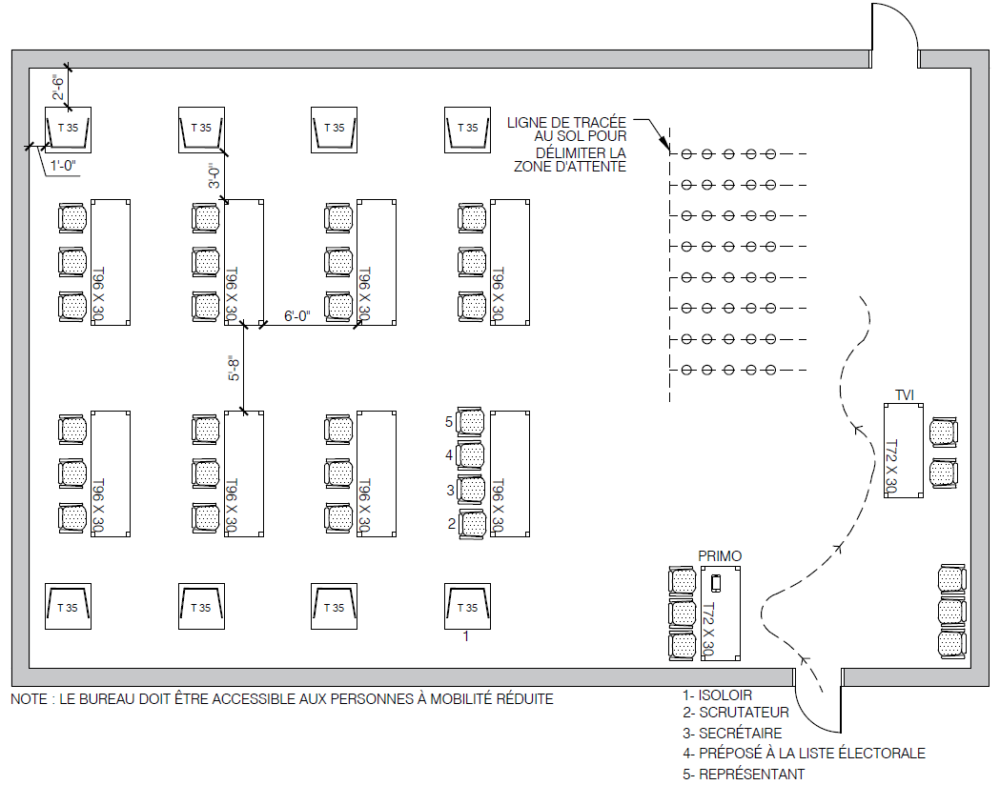 2'-6"
T 35
T 35
T 35
T 35
LIGNE DE TRACÉE
AU SOL POUR
DÉLIMITER LA
ZONE D'ATTENTE
1'-0"
3'-0"
T96 X 30
T96 X 30
T96 X 30
T96 X 30
6'-0"
5'-8"
TVI
T72 X 30
5
4
3
2
T96 X 30
T96 X 30
T96 X 30
T96 X 30
PRIMO
T72 X 30
T 35
T 35
T 35
T 35
1
NOTE : LE BUREAU DOIT ÊTRE ACCESSIBLE AUX PERSONNES À MOBILITÉ RÉDUITE
1- ISOLOIR
2- SCRUTATEUR
3- SECRÉTAIRE
4- PRÉPOSÉ À LA LISTE ÉLECTORALE
5- REPRÉSENTANT